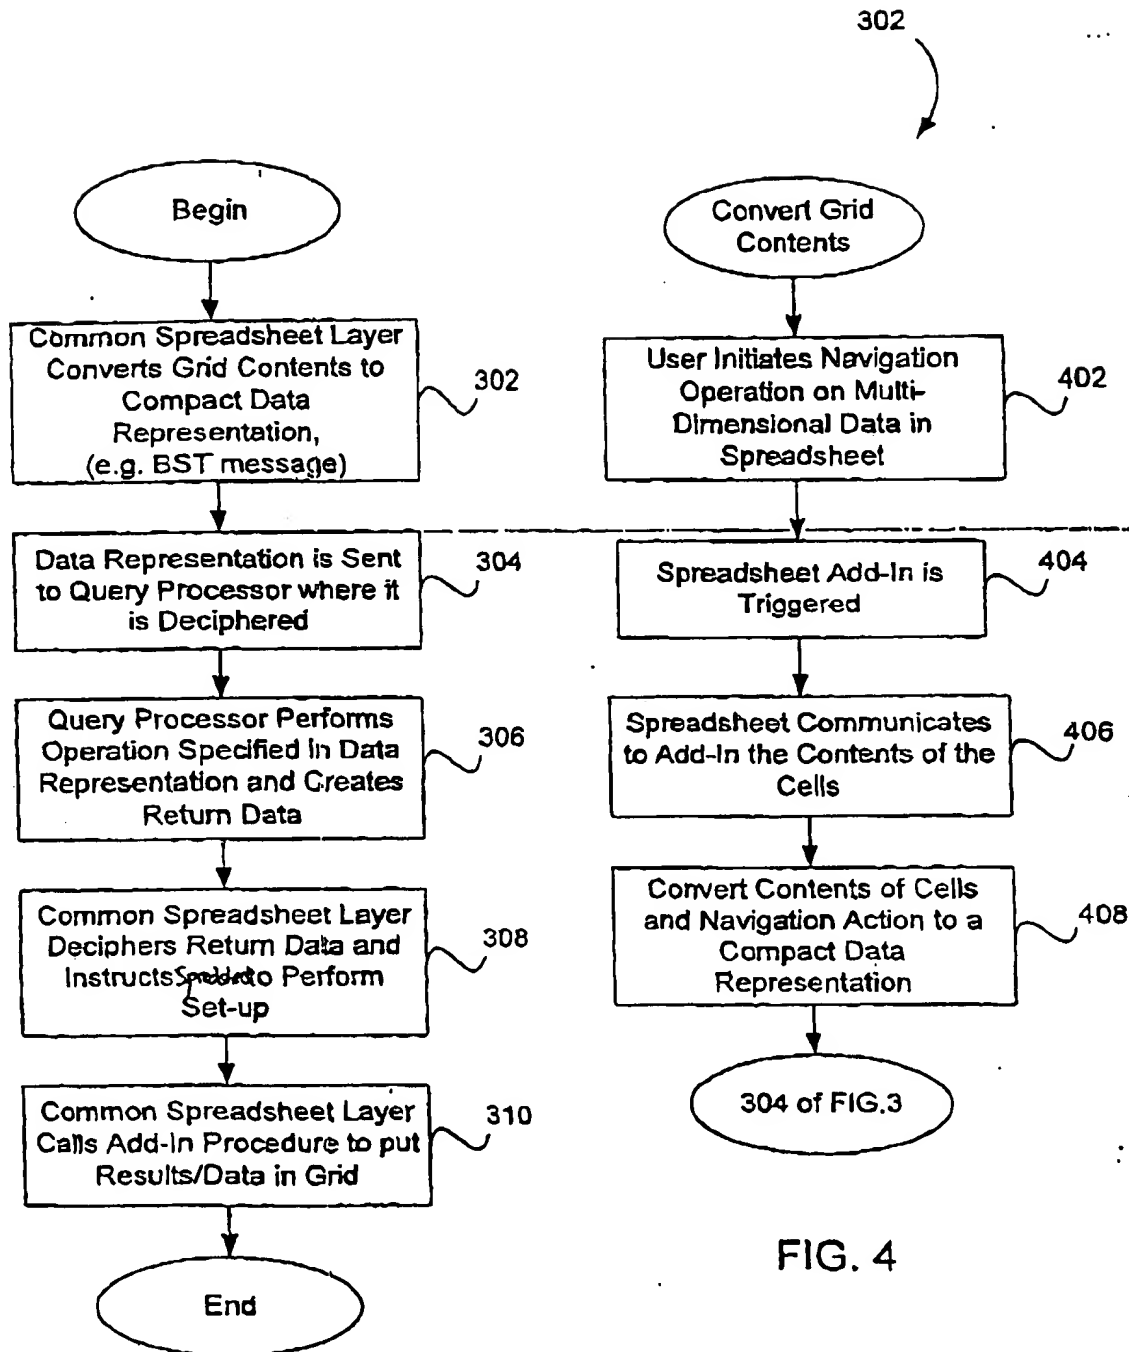 302
Begin
Common Spreadsheet Layer
Converts Grid Contents to
Compact Data
Representation,
(e.g. BST message)
302
Data Representation is Sent
to Query Processor where it
is Deciphered
304
Query Processor Performs
Operation Specified in Data
Representation and Creates
Return Data
306
Common Spreadsheet Layer
Deciphers Return Data and
Instructs to Perform
Set-up
308
Common Spreadsheet Layer
Calls Add-In Procedure to put
Results/Data in Grid
310
End
Convert Grid
Contents
User Initiates Navigation
Operation on Multi-
Dimensional Data in
Spreadsheet
402
Spreadsheet Add-In is
Triggered
404
Spreadsheet Communicates
to Add-In the Contents of the
Cells
406
Convert Contents of Cells
and Navigation Action to a
Compact Data
Representation
408
304 of FIG.3
FIG. 4